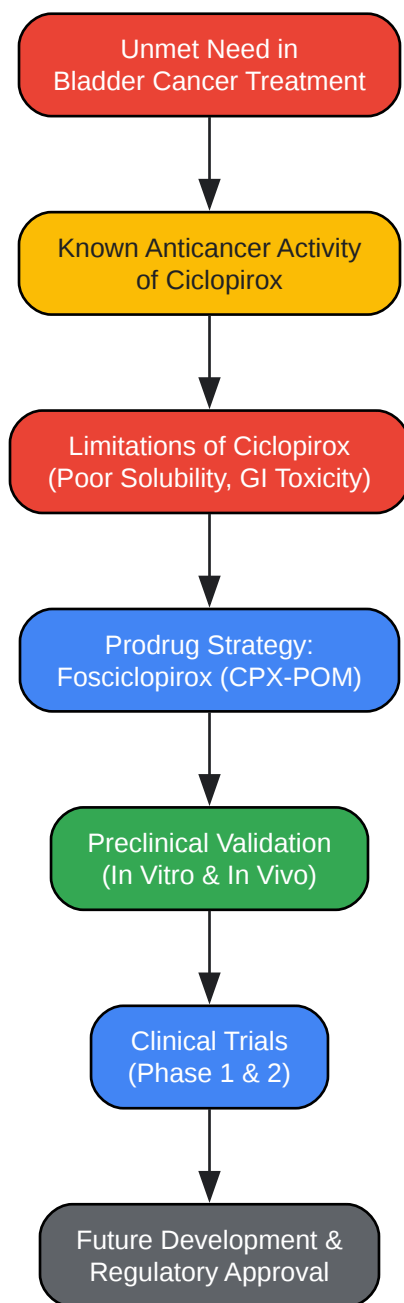 Unmet Need in
Bladder Cancer Treatment
Known Anticancer Activity
of Ciclopirox
Limitations of Ciclopirox
(Poor Solubility, GI Toxicity)
Prodrug Strategy:
Fosciclopirox (CPX-POM)
Preclinical Validation
(In Vitro & In Vivo)
Clinical Trials
(Phase 1 & 2)
Future Development &
Regulatory Approval